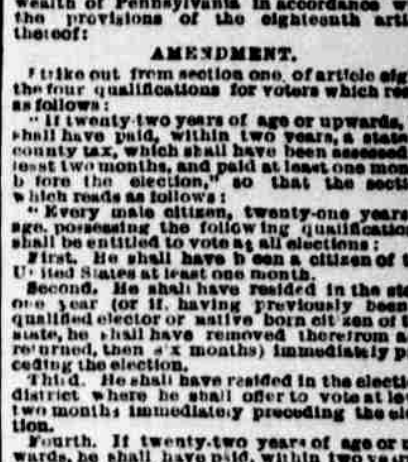 wealth of Pennsylvania in accordance w
the provisions of the eighteenth arti
thereof:
AMENDMENT.
Strike out from section one, of article eig
the four qualifications for voters which rea
as follows:
"If twenty-two years of age or upwards,
shall have paid, within two years, a state
county tax, which shall have been assessed
least two months, and paid at least one mon
before the election," so that the secti
which reads as follows:
"Every male citizen, twenty-one years
age, possessing the following qualification
shall be entitled to vote at all elections:
First. He shall have been a citizen of t
United States at least one month.
Second. He shall have resided in the sta
one year (or if, having previously been
qualified elector or native born citizen of t
state, he shall have removed therefrom a
returned, then six months) immediately p
ceding the election.
Third. He shall have resided in the electi
district where he shall offer to vote at lea
two months immediately preceding the ele
tion.
Fourth. If twenty-two years of age or u
wards, he shall have paid, within two year